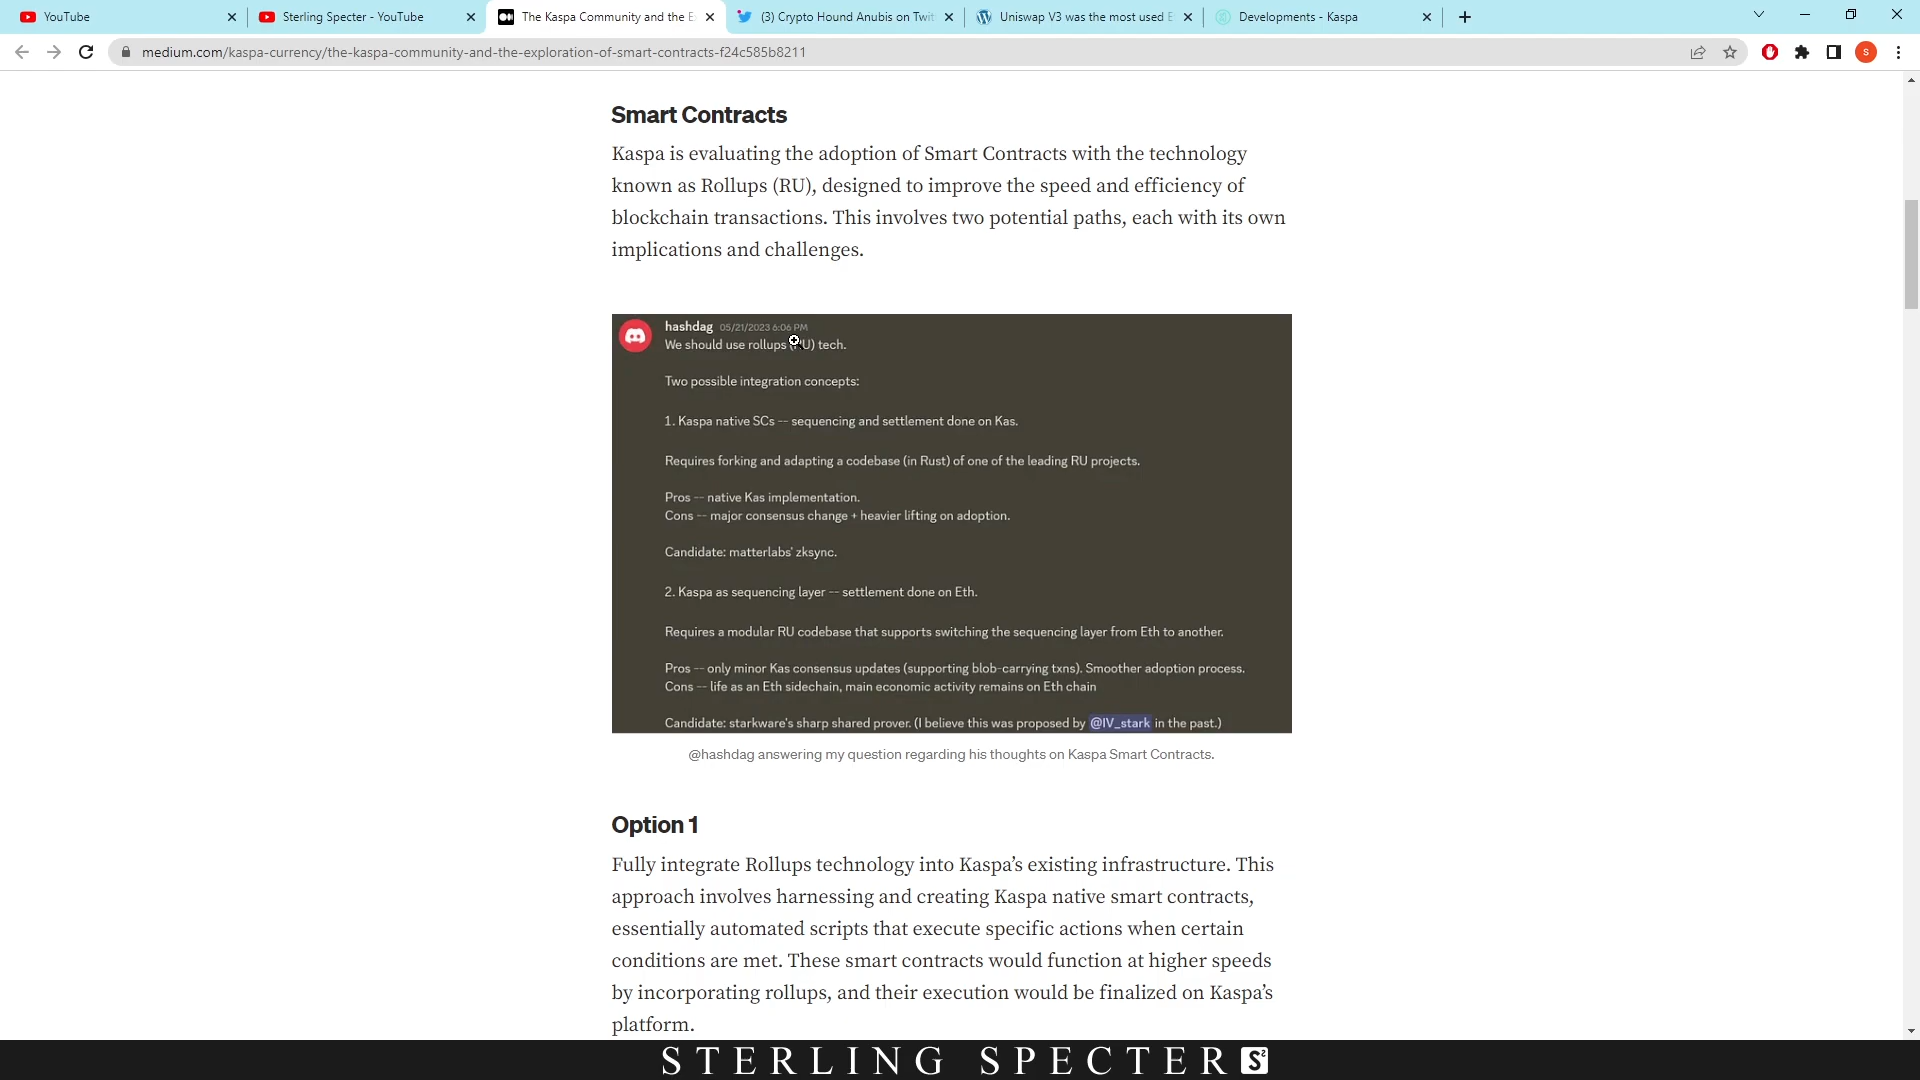 YouTube
Sterling Specter - YouTube
The Kaspa Community and the E
(3) Crypto Hound Anubis on Twit
Uniswap V3 was the most used E
Developments - Kaspa
medium.com/kaspa-currency/the-kaspa-community-and-the-exploration-of-smart-contracts-f24c585b8211
S
Smart Contracts
Kaspa is evaluating the adoption of Smart Contracts with the technology
known as Rollups (RU), designed to improve the speed and efficiency of
blockchain transactions. This involves two potential paths, each with its own
implications and challenges.
hashdag 05/21/2023 6:06 PM
We should use rollups (RU) tech.
Two possible integration concepts:
1. Kaspa native SCs -- sequencing and settlement done on Kas.
Requires forking and adapting a codebase (in Rust) of one of the leading RU projects.
Pros -- native Kas implementation.
Cons -- major consensus change + heavier lifting on adoption.
Candidate: matterlabs' zksync.
2. Kaspa as sequencing layer -- settlement done on Eth.
Requires a modular RU codebase that supports switching the sequencing layer from Eth to another.
Pros -- only minor Kas consensus updates (supporting blob-carrying txns). Smoother adoption process.
Cons -- life as an Eth sidechain, main economic activity remains on Eth chain
Candidate: starkware's sharp shared prover. (I believe this was proposed by @IV_stark in the past.)
@hashdag answering my question regarding his thoughts on Kaspa Smart Contracts.
Option 1
Fully integrate Rollups technology into Kaspa’s existing infrastructure. This
approach involves harnessing and creating Kaspa native smart contracts,
essentially automated scripts that execute specific actions when certain
conditions are met. These smart contracts would function at higher speeds
by incorporating rollups, and their execution would be finalized on Kaspa’s
platform.
STERLING SPECTER S²